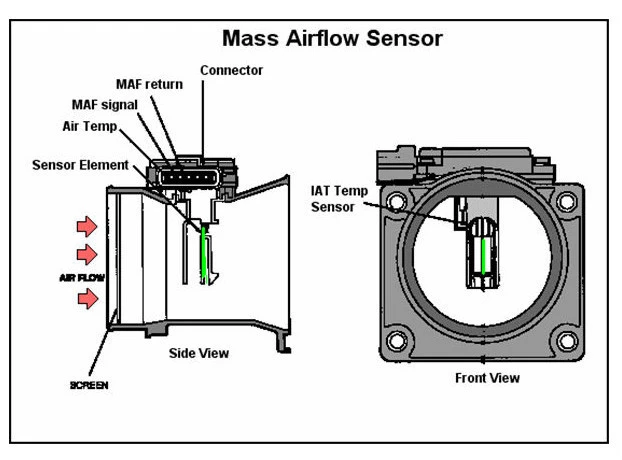 Mass Airflow Sensor
Connector
MAF return
MAF signal
Air Temp
Sensor Element
AIR FLOW
SCREEN
Side View
IAT Temp
Sensor
Front View